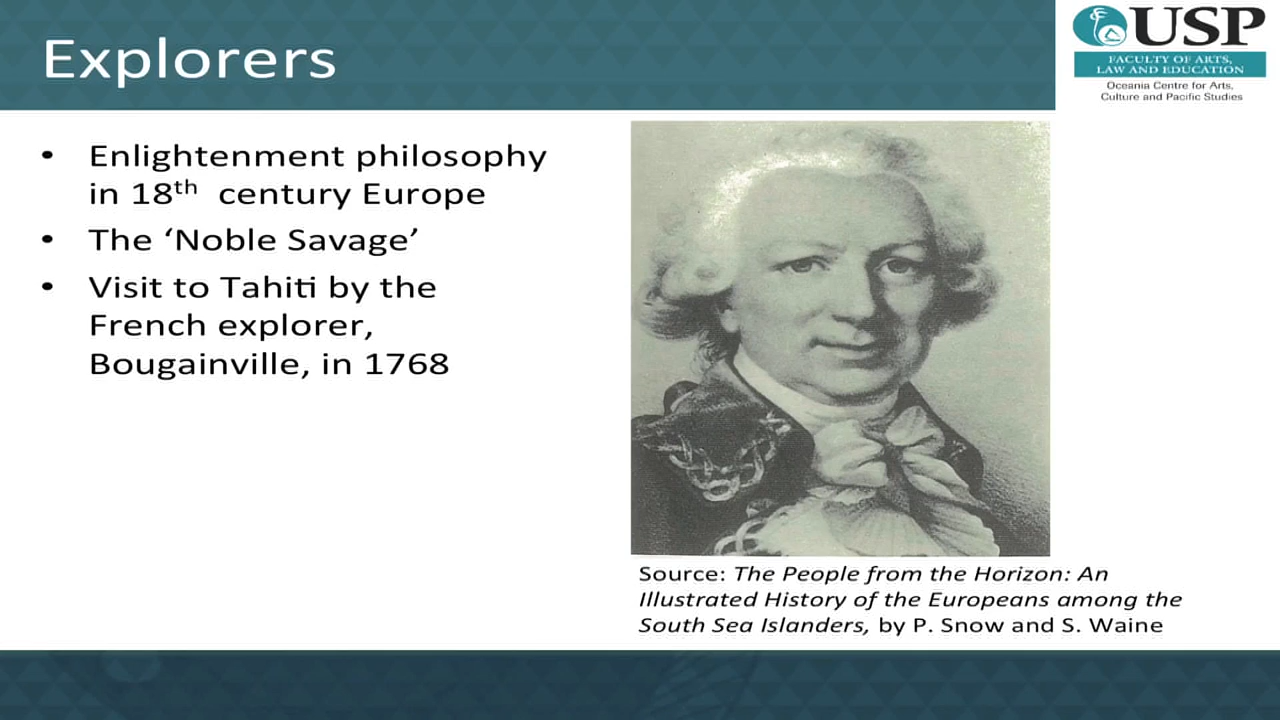 Explorers
USP
FACULTY OF ARTS,
LAW AND EDUCATION
Oceania Centre for Arts,
Culture and Pacific Studies
• Enlightenment philosophy
in 18th century Europe
• The ‘Noble Savage’
• Visit to Tahiti by the
French explorer,
Bougainville, in 1768
Source: The People from the Horizon: An
Illustrated History of the Europeans among the
South Sea Islanders, by P. Snow and S. Waine